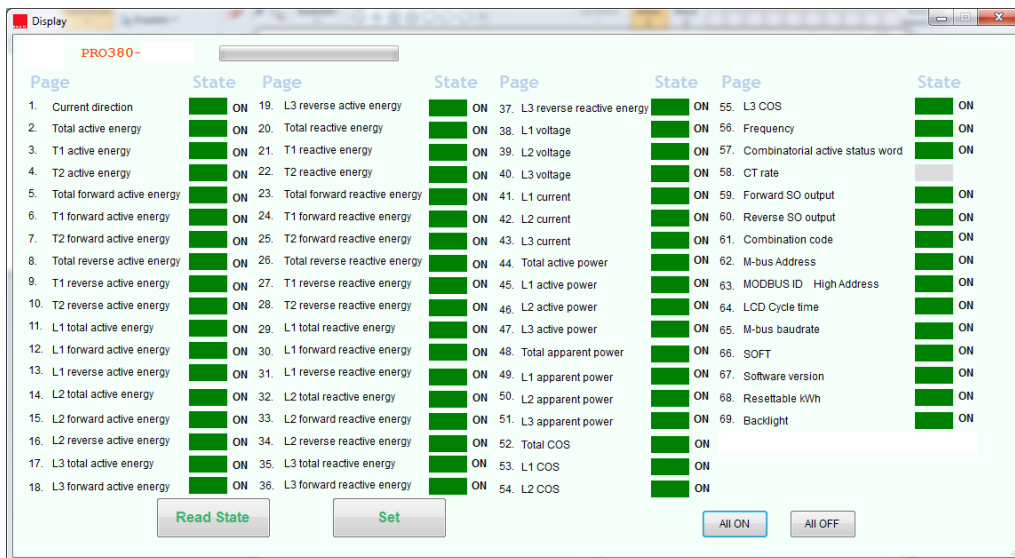 Display
PRO380-
Page State
1. Current direction ON
2. Total active energy ON
3. T1 active energy ON
4. T2 active energy ON
5. Total forward active energy ON
6. T1 forward active energy ON
7. T2 forward active energy ON
8. Total reverse active energy ON
9. T1 reverse active energy ON
10. T2 reverse active energy ON
11. L1 total active energy ON
12. L1 forward active energy ON
13. L1 reverse active energy ON
14. L2 total active energy ON
15. L2 forward active energy ON
16. L2 reverse active energy ON
17. L3 total active energy ON
18. L3 forward active energy ON
Page State
19. L3 reverse active energy ON
20. Total reactive energy ON
21. T1 reactive energy ON
22. T2 reactive energy ON
23. Total forward reactive energy ON
24. T1 forward reactive energy ON
25. T2 forward reactive energy ON
26. Total reverse reactive energy ON
27. T1 reverse reactive energy ON
28. T2 reverse reactive energy ON
29. L1 total reactive energy ON
30. L1 forward reactive energy ON
31. L1 reverse reactive energy ON
32. L2 total reactive energy ON
33. L2 forward reactive energy ON
34. L2 reverse reactive energy ON
35. L3 total reactive energy ON
36. L3 forward reactive energy ON
Page State
37. L3 reverse reactive energy ON
38. L1 voltage ON
39. L2 voltage ON
40. L3 voltage ON
41. L1 current ON
42. L2 current ON
43. L3 current ON
44. Total active power ON
45. L1 active power ON
46. L2 active power ON
47. L3 active power ON
48. Total apparent power ON
49. L1 apparent power ON
50. L2 apparent power ON
51. L3 apparent power ON
52. Total COS ON
53. L1 COS ON
54. L2 COS ON
Page State
55. L3 COS ON
56. Frequency ON
57. Combinatorial active status word ON
58. CT rate
59. Forward SO output ON
60. Reverse SO output ON
61. Combination code ON
62. M-bus Address ON
63. MODBUS ID High Address ON
64. LCD Cycle time ON
65. M-bus baudrate ON
66. SOFT ON
67. Software version ON
68. Resettable kWh ON
69. Backlight ON
Read State
Set
All ON
All OFF